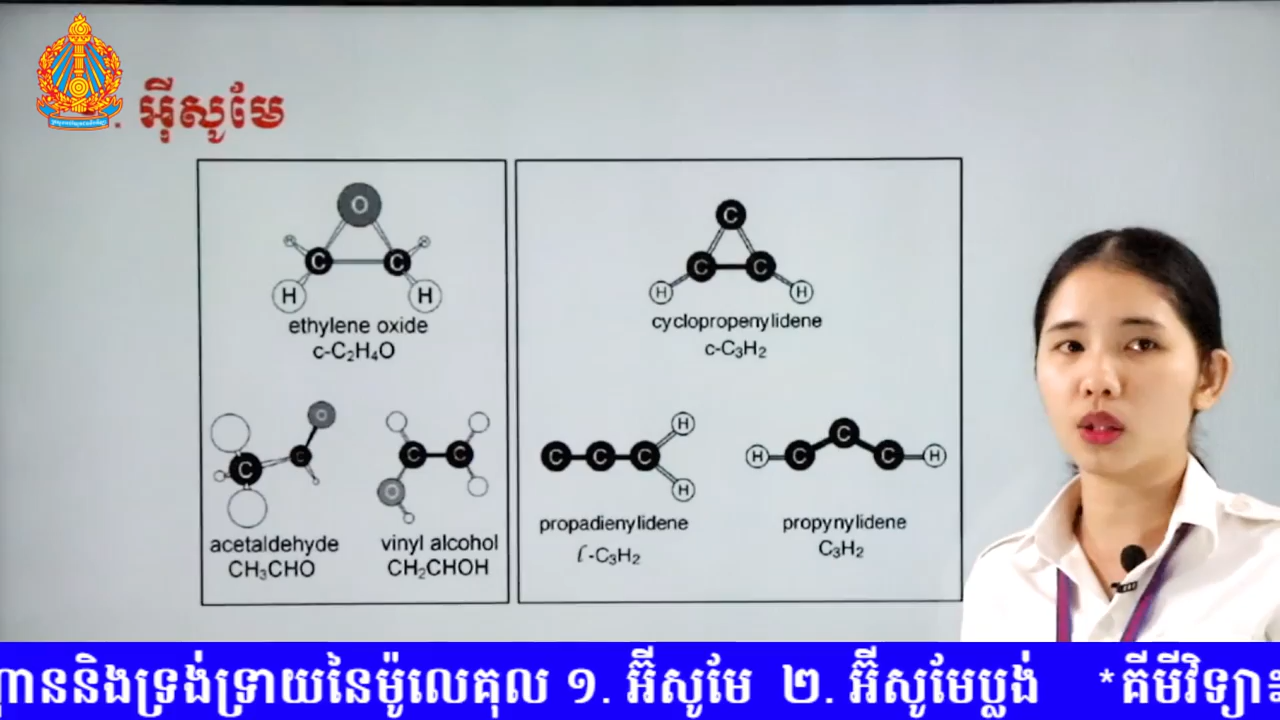 . អ៊ីសូមែ
O
C C
H H
ethylene oxide
c-C₂H₄O
C
C C
H H
cyclopropenylidene
c-C₃H₂
O
C C
acetaldehyde
CH₃CHO
C C
O
vinyl alcohol
CH₂CHOH
H
C C C
H
propadienylidene
ℓ-C₃H₂
C
H C C H
propynylidene
C₃H₂
ននិងទ្រង់ទ្រាយនៃម៉ូលេគុល ១. អ៊ីសូមែ ២. អ៊ីសូមែប្លង់ *គីមីវិទ្យា